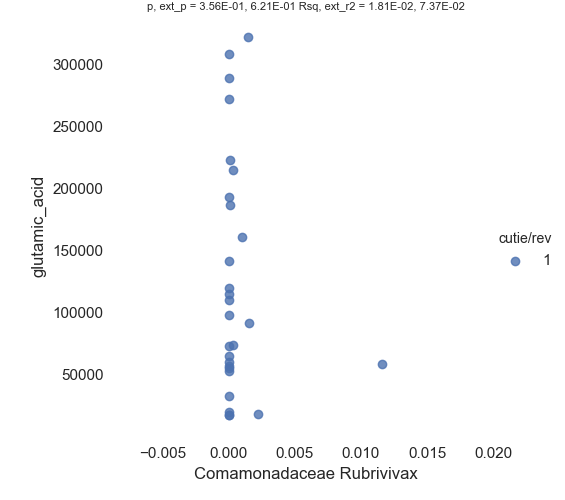 p, ext_p = 3.56E-01, 6.21E-01 Rsq, ext_r2 = 1.81E-02, 7.37E-02
300000
250000
200000
150000
100000
50000
glutamic_acid
cutie/rev
1
−0.005 0.000 0.005 0.010 0.015 0.020
Comamonadaceae Rubrivivax